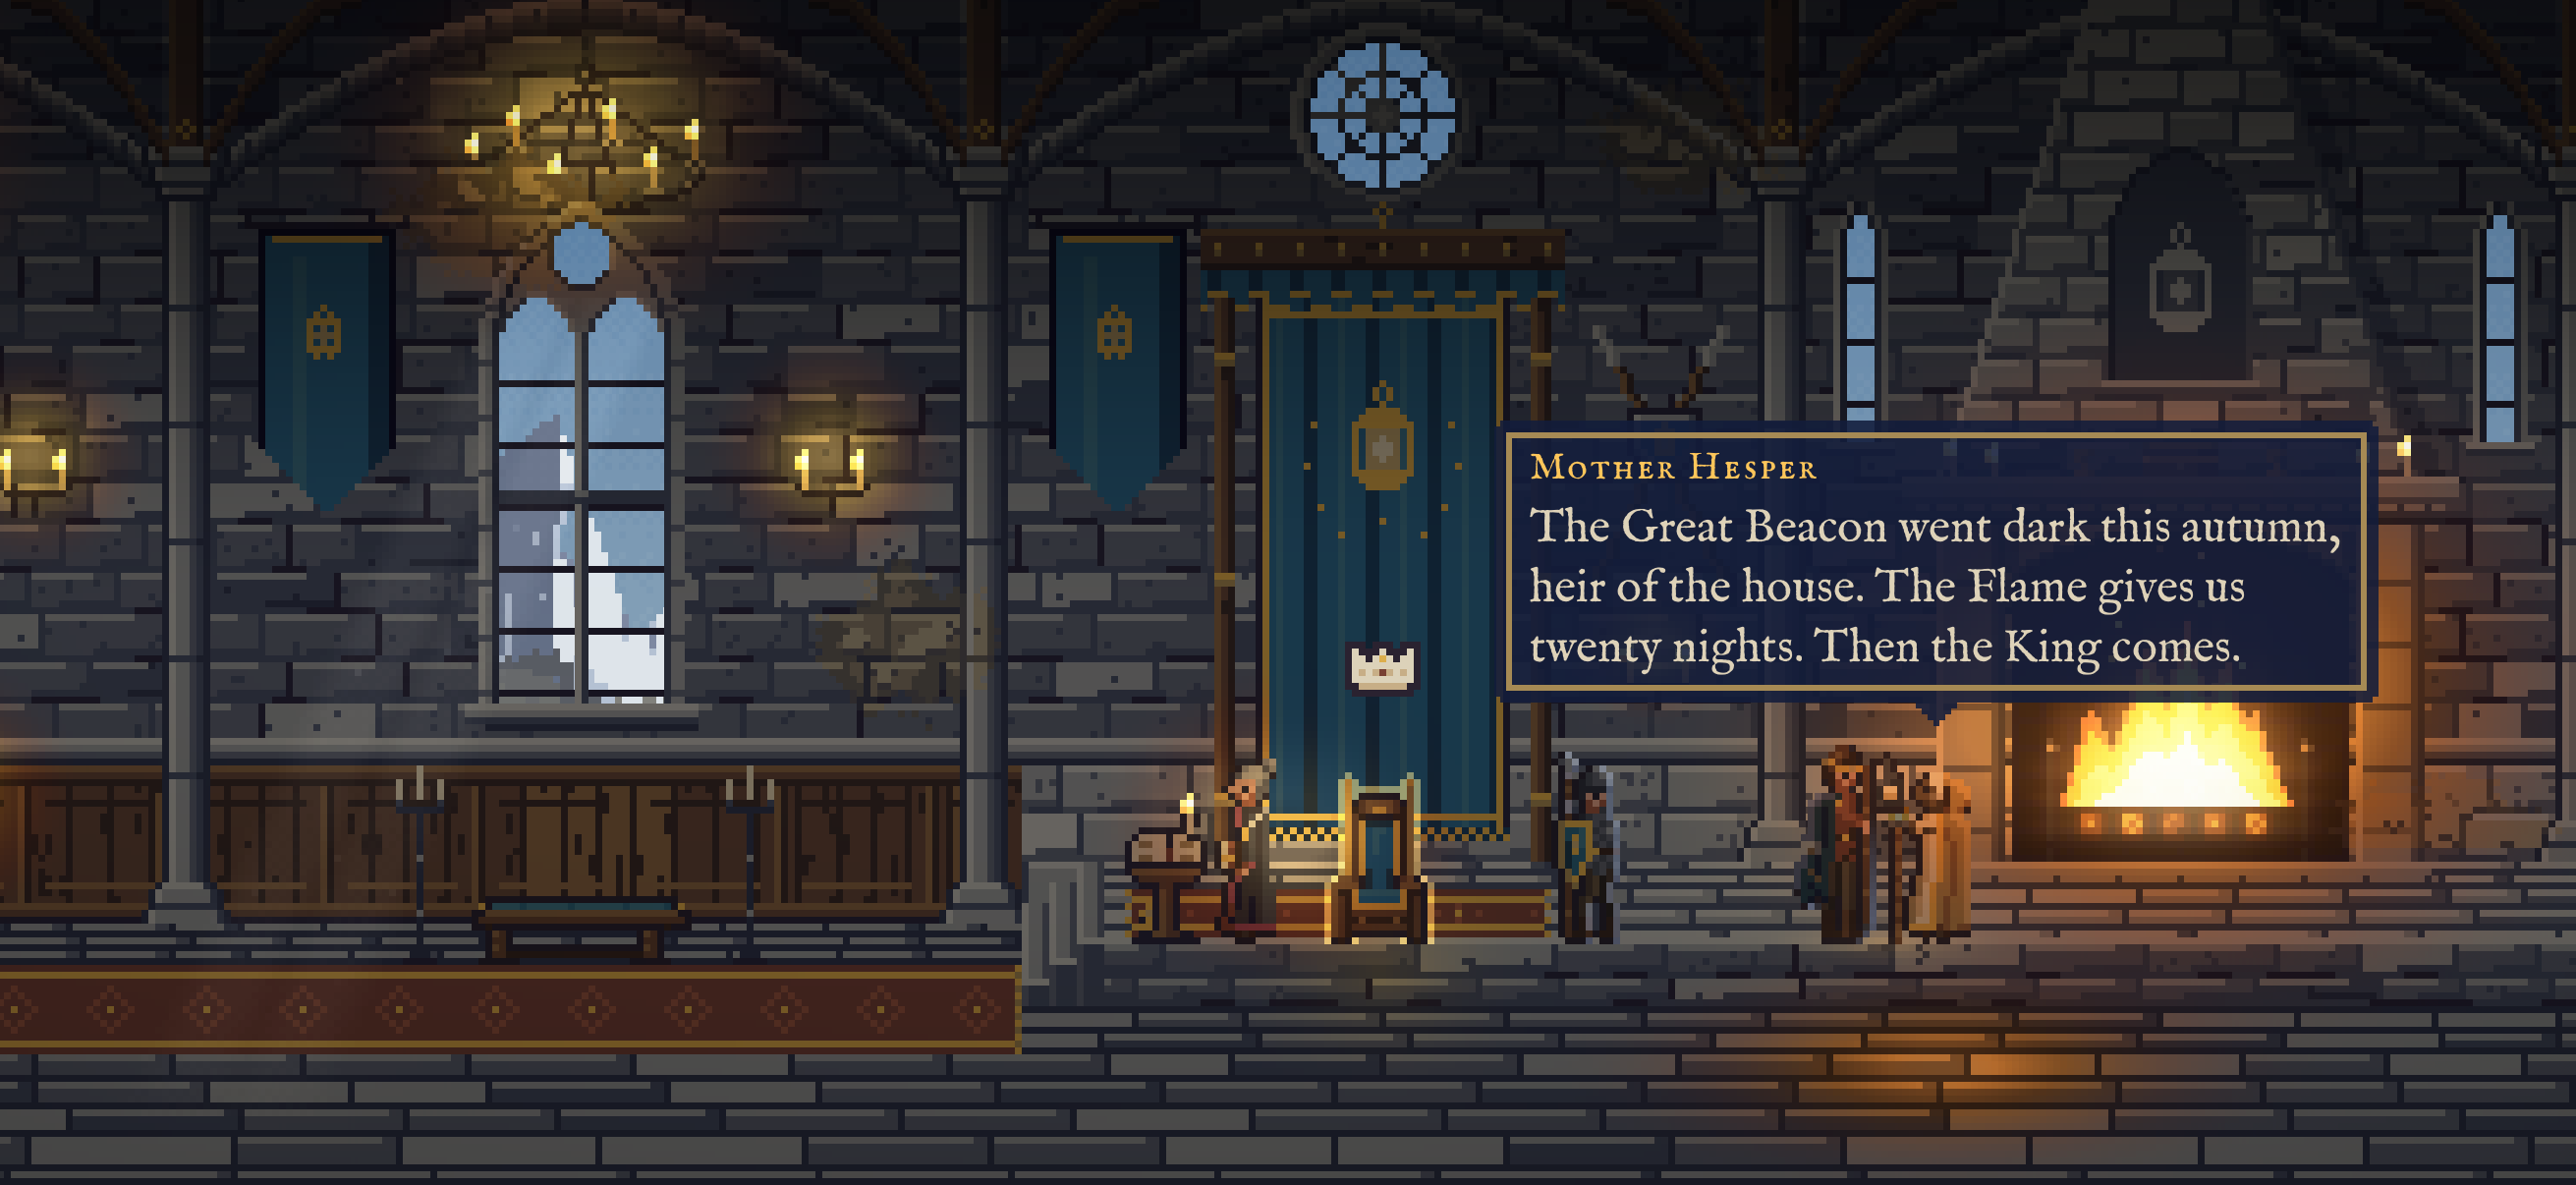 Mother Hesper
The Great Beacon went dark this autumn,
heir of the house. The Flame gives us
twenty nights. Then the King comes.